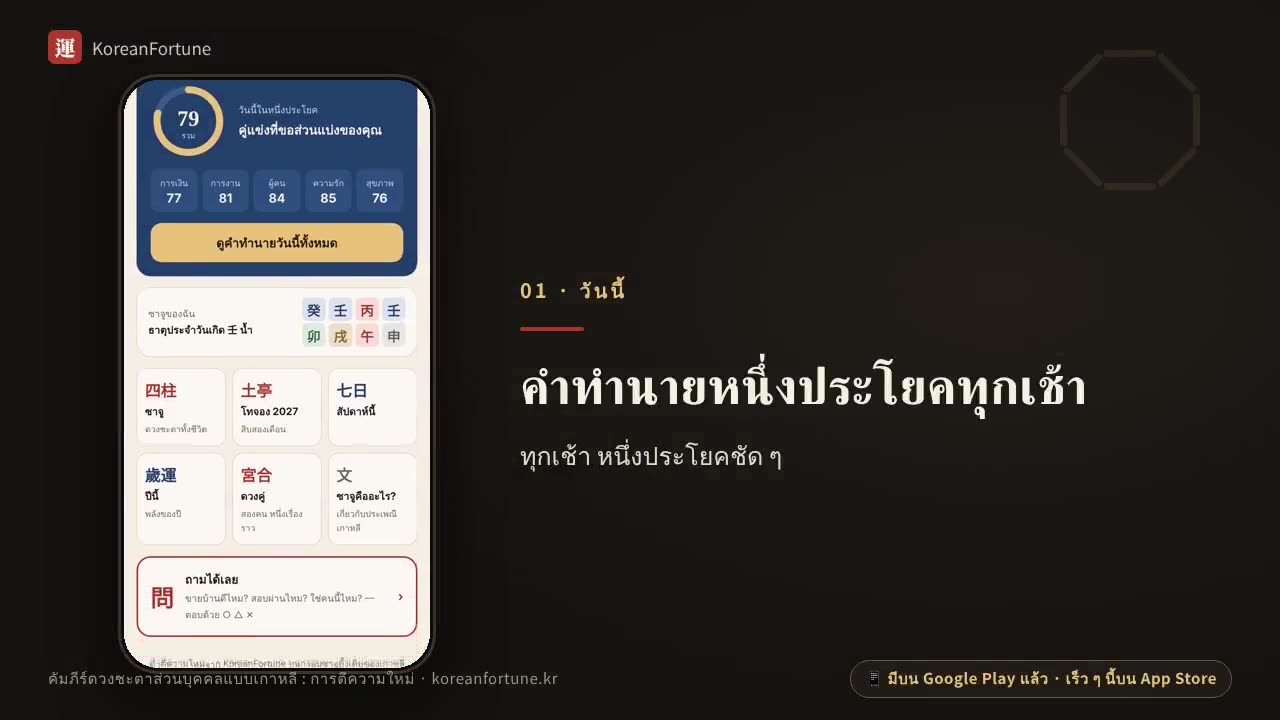 運 KoreanFortune
79
รวม
วันนี้ในหนึ่งประโยค
คู่แข่งที่ขอส่วนแบ่งของคุณ
การเงิน การงาน ผู้คน ความรัก สุขภาพ
77 81 84 85 76
ดูคำทำนายวันนี้ทั้งหมด
ซาจูของฉัน
ธาตุประจำวันเกิด 壬 น้ำ
癸 壬 丙 壬
卯 戌 午 申
四柱 土亭 七日
ซาจู โทจอง 2027 สัปดาห์นี้
ดวงชะตาทั้งชีวิต สิบสองเดือน
歲運 宮合 文
ปีนี้ ดวงคู่ ซาจูคืออะไร?
พลังของปี สองคน หนึ่งเรื่อง เกี่ยวกับประเพณี
ราว เกาหลี
問
ถามได้เลย
ขายบ้านดีไหม? สอบผ่านไหม? ใช่คนนี้ไหม? —
ตอบด้วย ○ △ ×
›
01 · วันนี้
คำทำนายหนึ่งประโยคทุกเช้า
ทุกเช้า หนึ่งประโยคชัด ๆ
คัมภีร์ดวงชะตาส่วนบุคคลแบบเกาหลี : การตีความใหม่ · koreanfortune.kr
มีบน Google Play แล้ว · เร็ว ๆ นี้บน App Store